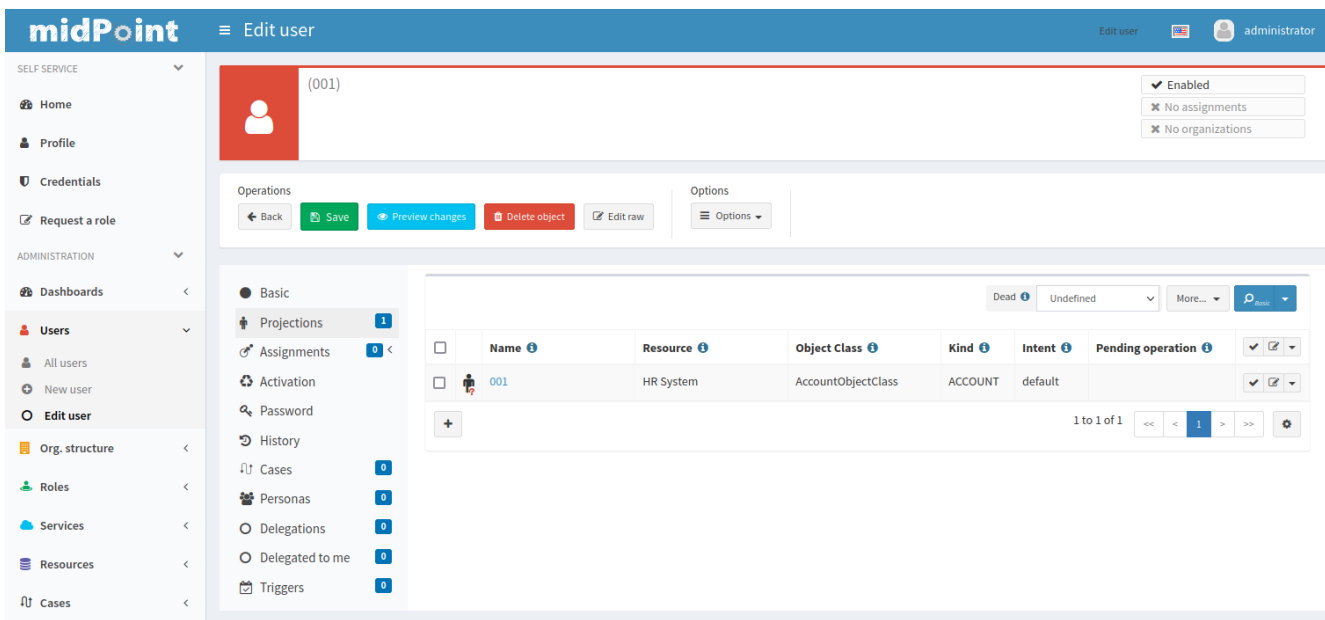 midPoint
Edit user
Edit user
administrator
SELF SERVICE
Home
Profile
Credentials
Request a role
ADMINISTRATION
Dashboards
Users
All users
New user
Edit user
Org. structure
Roles
Services
Resources
Cases
(001)
Enabled
No assignments
No organizations
Operations
Back Save Preview changes Delete object Edit raw
Options
Options
Basic
Projections 1
Assignments 0
Activation
Password
History
Cases 0
Personas 0
Delegations 0
Delegated to me 0
Triggers 0
Dead Undefined More... Basic
Name Resource Object Class Kind Intent Pending operation
001 HR System AccountObjectClass ACCOUNT default
1 to 1 of 1 << < 1 > >>